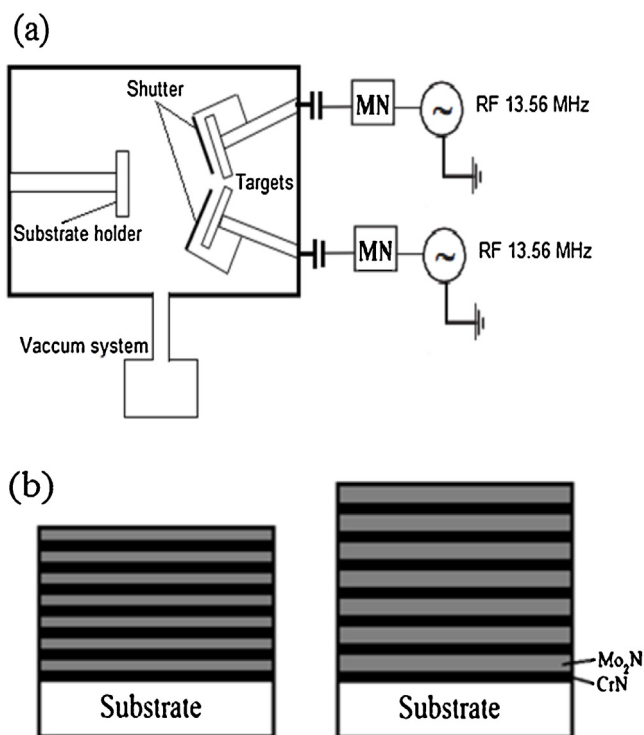 (a)
Shutter
MN
~
RF 13.56 MHz
Targets
Substrate holder
MN
~
RF 13.56 MHz
Vaccum system
(b)
Mo₂N
CrN
Substrate
Substrate